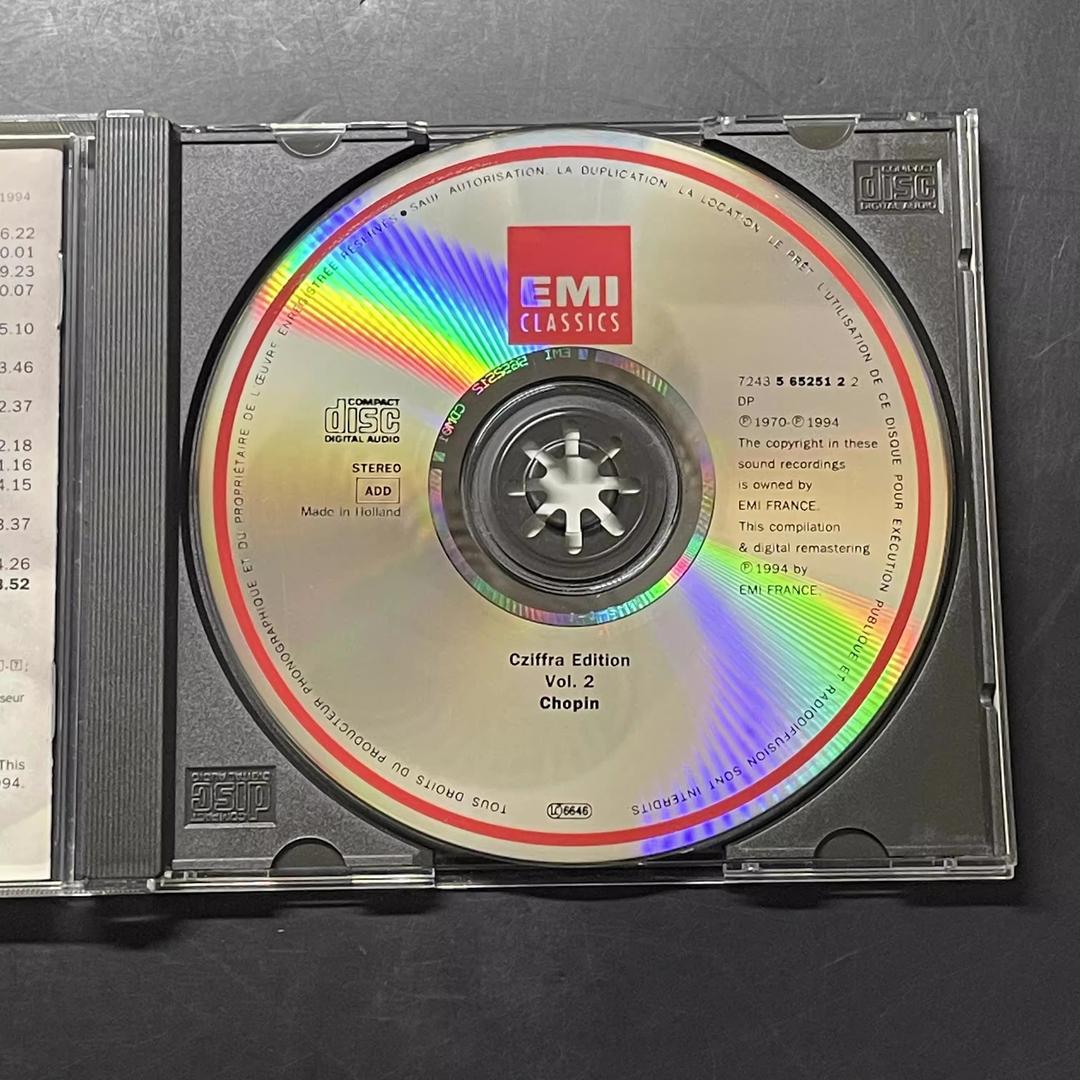 1994
6.22
0.01
9.23
0.07
5.10
3.46
2.37
2.18
1.16
4.15
3.37
4.26
3.52
seur
This
994.
TOUS DROITS DU PRODUCTEUR PHONOGRAPHIQUE ET DU PROPRIÉTAIRE DE L'ŒUVRE ENREGISTRÉE RÉSERVÉS • SAUF AUTORISATION, LA DUPLICATION, LA LOCATION, LE PRÊT, L'UTILISATION DE CE DISQUE POUR EXÉCUTION PUBLIQUE ET RADIODIFFUSION SONT INTERDITS
EMI
CLASSICS
COMPACT
disc
DIGITAL AUDIO
STEREO
ADD
Made in Holland
7243 5 65251 2 2
DP
℗ 1970-℗ 1994
The copyright in these
sound recordings
is owned by
EMI FRANCE.
This compilation
& digital remastering
℗ 1994 by
EMI FRANCE.
Cziffra Edition
Vol. 2
Chopin
LC 6646
COMPACT
disc
DIGITAL AUDIO
COMPACT
disc
DIGITAL AUDIO